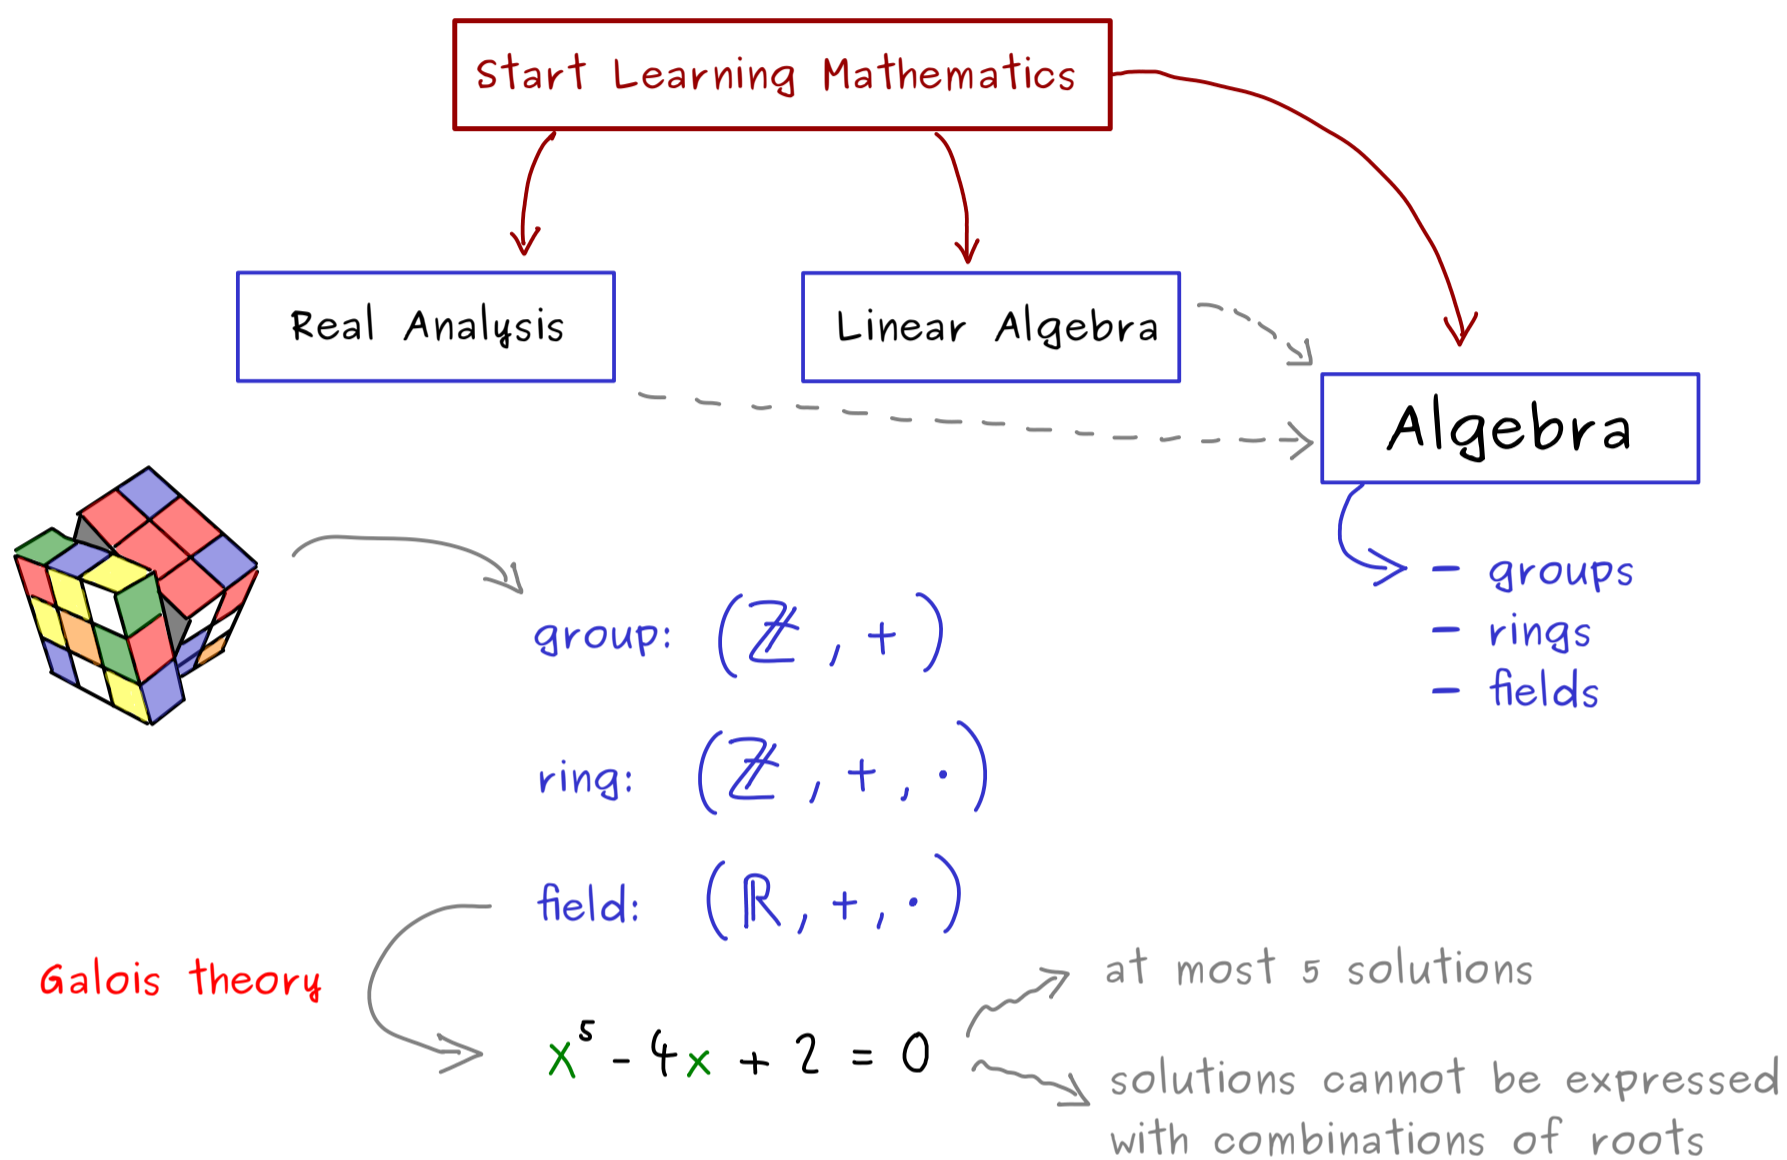 Start Learning Mathematics
Real Analysis
Linear Algebra
Algebra
- groups
- rings
- fields
group: (ℤ, +)
ring: (ℤ, +, ·)
field: (ℝ, +, ·)
Galois theory
x⁵ - 4x + 2 = 0
at most 5 solutions
solutions cannot be expressed
with combinations of roots